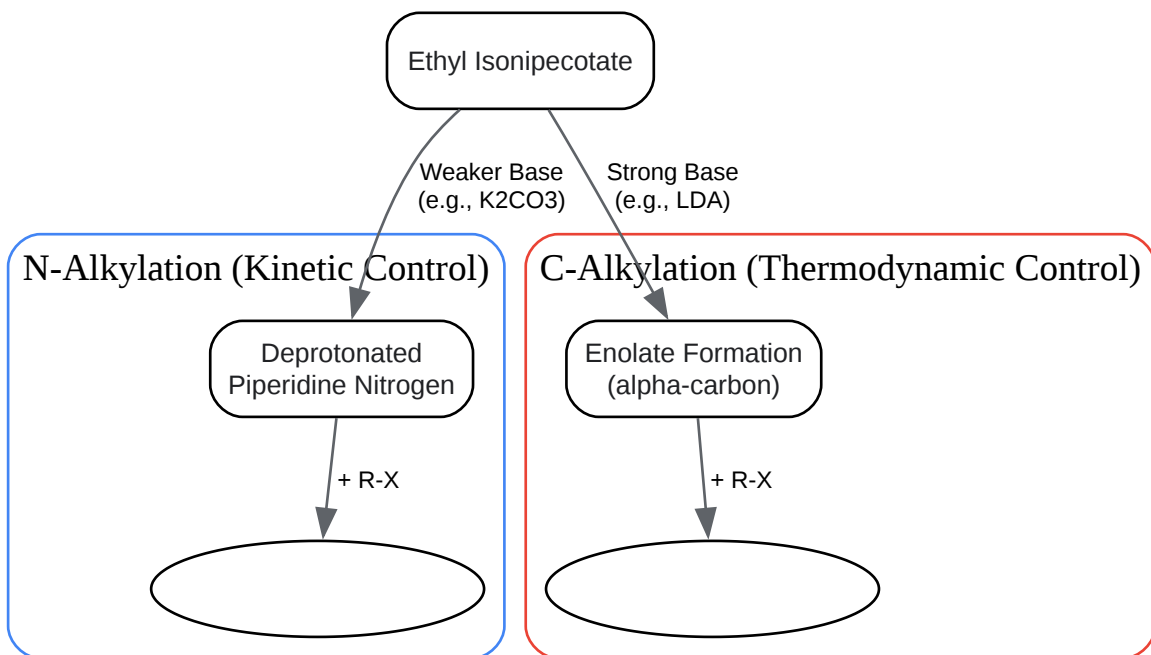 Ethyl Isonipecotate
Weaker Base
(e.g., K2CO3)
Strong Base
(e.g., LDA)
N-Alkylation (Kinetic Control)
C-Alkylation (Thermodynamic Control)
Deprotonated
Piperidine Nitrogen
Enolate Formation
(alpha-carbon)
+ R-X
+ R-X